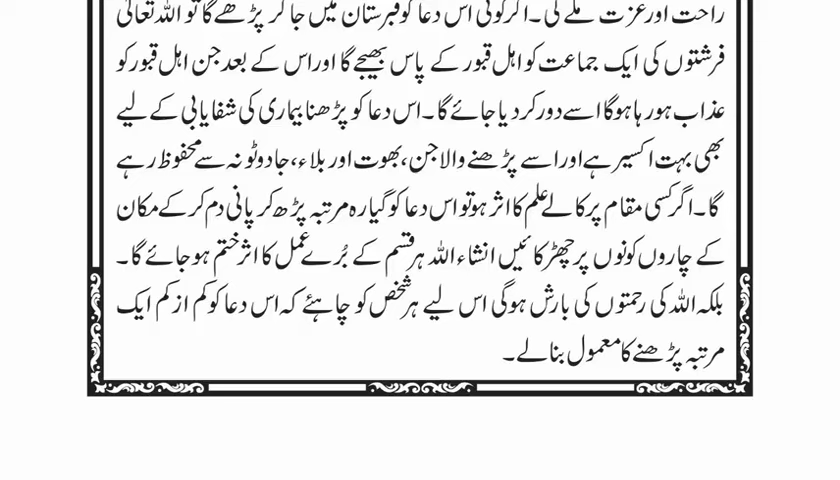 راحت اور عزت ملے گی۔ اگر کوئی اس دعا کو قبرستان میں جا کر پڑھے گا تو اللہ تعالیٰ
فرشتوں کی ایک جماعت کو اہل قبور کے پاس بھیجے گا اور اس کے بعد جن اہل قبور کو
عذاب ہو رہا ہوگا اسے دور کر دیا جائے گا۔ اس دعا کو پڑھنا بیماری کی شفایابی کے لیے
بھی بہت اکسیر ہے اور اسے پڑھنے والا جن، بھوت اور بلاء، جادو ٹونہ سے محفوظ رہے
گا۔ اگر کسی مقام پر کالے علم کا اثر ہو تو اس دعا کو گیارہ مرتبہ پڑھ کر پانی دم کر کے مکان
کے چاروں کونوں پر چھڑکائیں انشاء اللہ ہر قسم کے بُرے عمل کا اثر ختم ہو جائے گا۔
بلکہ اللہ کی رحمتوں کی بارش ہوگی اس لیے ہر شخص کو چاہئے کہ اس دعا کو کم از کم ایک
مرتبہ پڑھنے کا معمول بنا لے۔